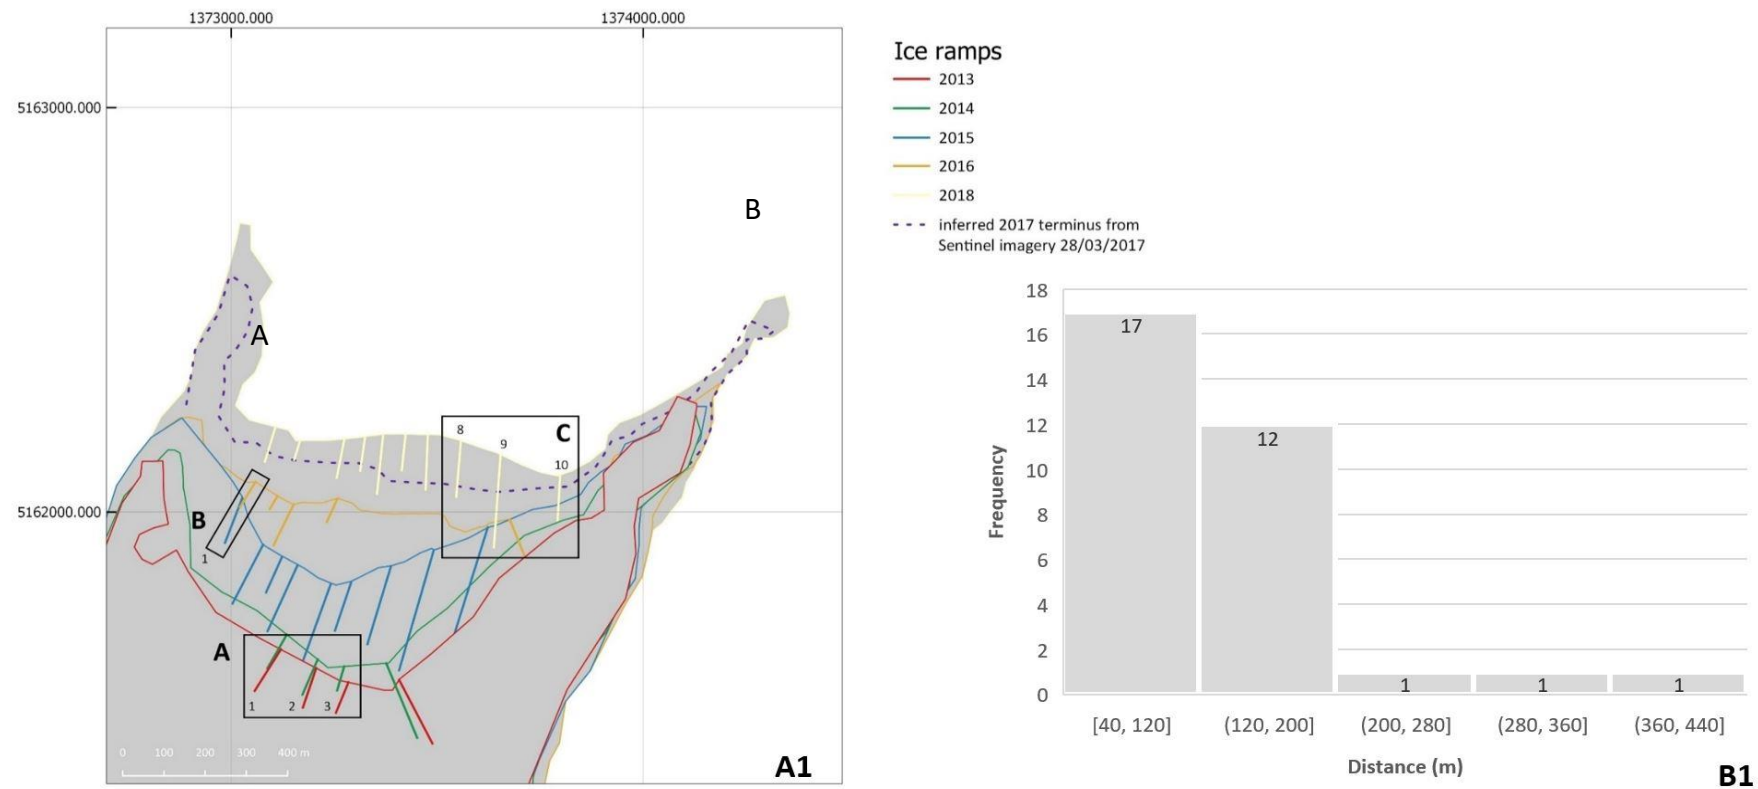 1373000.000 1374000.000
5163000.000
B
A
8
9
C
10
5162000.000
B
1
A
1 2 3
0 100 200 300 400 m
A1
Ice ramps
2013
2014
2015
2016
2018
inferred 2017 terminus from
Sentinel imagery 28/03/2017
18
16
14
12
10
8
6
4
2
0
Frequency
17
12
1
1
1
[40, 120] (120, 200] (200, 280] (280, 360] (360, 440]
Distance (m)
B1